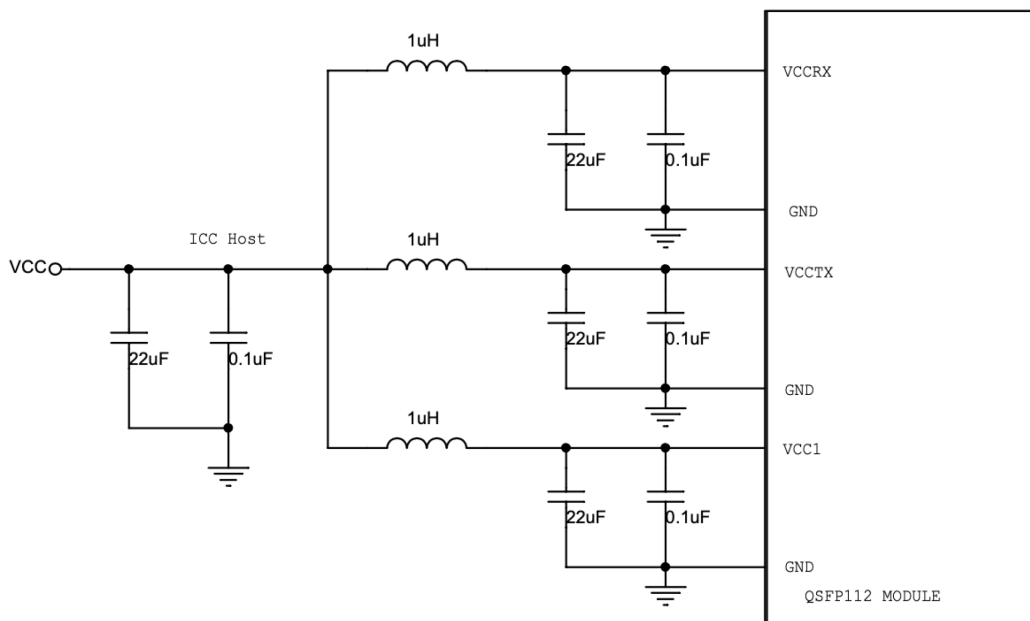 1uH
VCCRX
22uF
0.1uF
GND
ICC Host
1uH
VCC
VCCTX
22uF
0.1uF
22uF
0.1uF
GND
1uH
VCC1
22uF
0.1uF
GND
QSFP112 MODULE